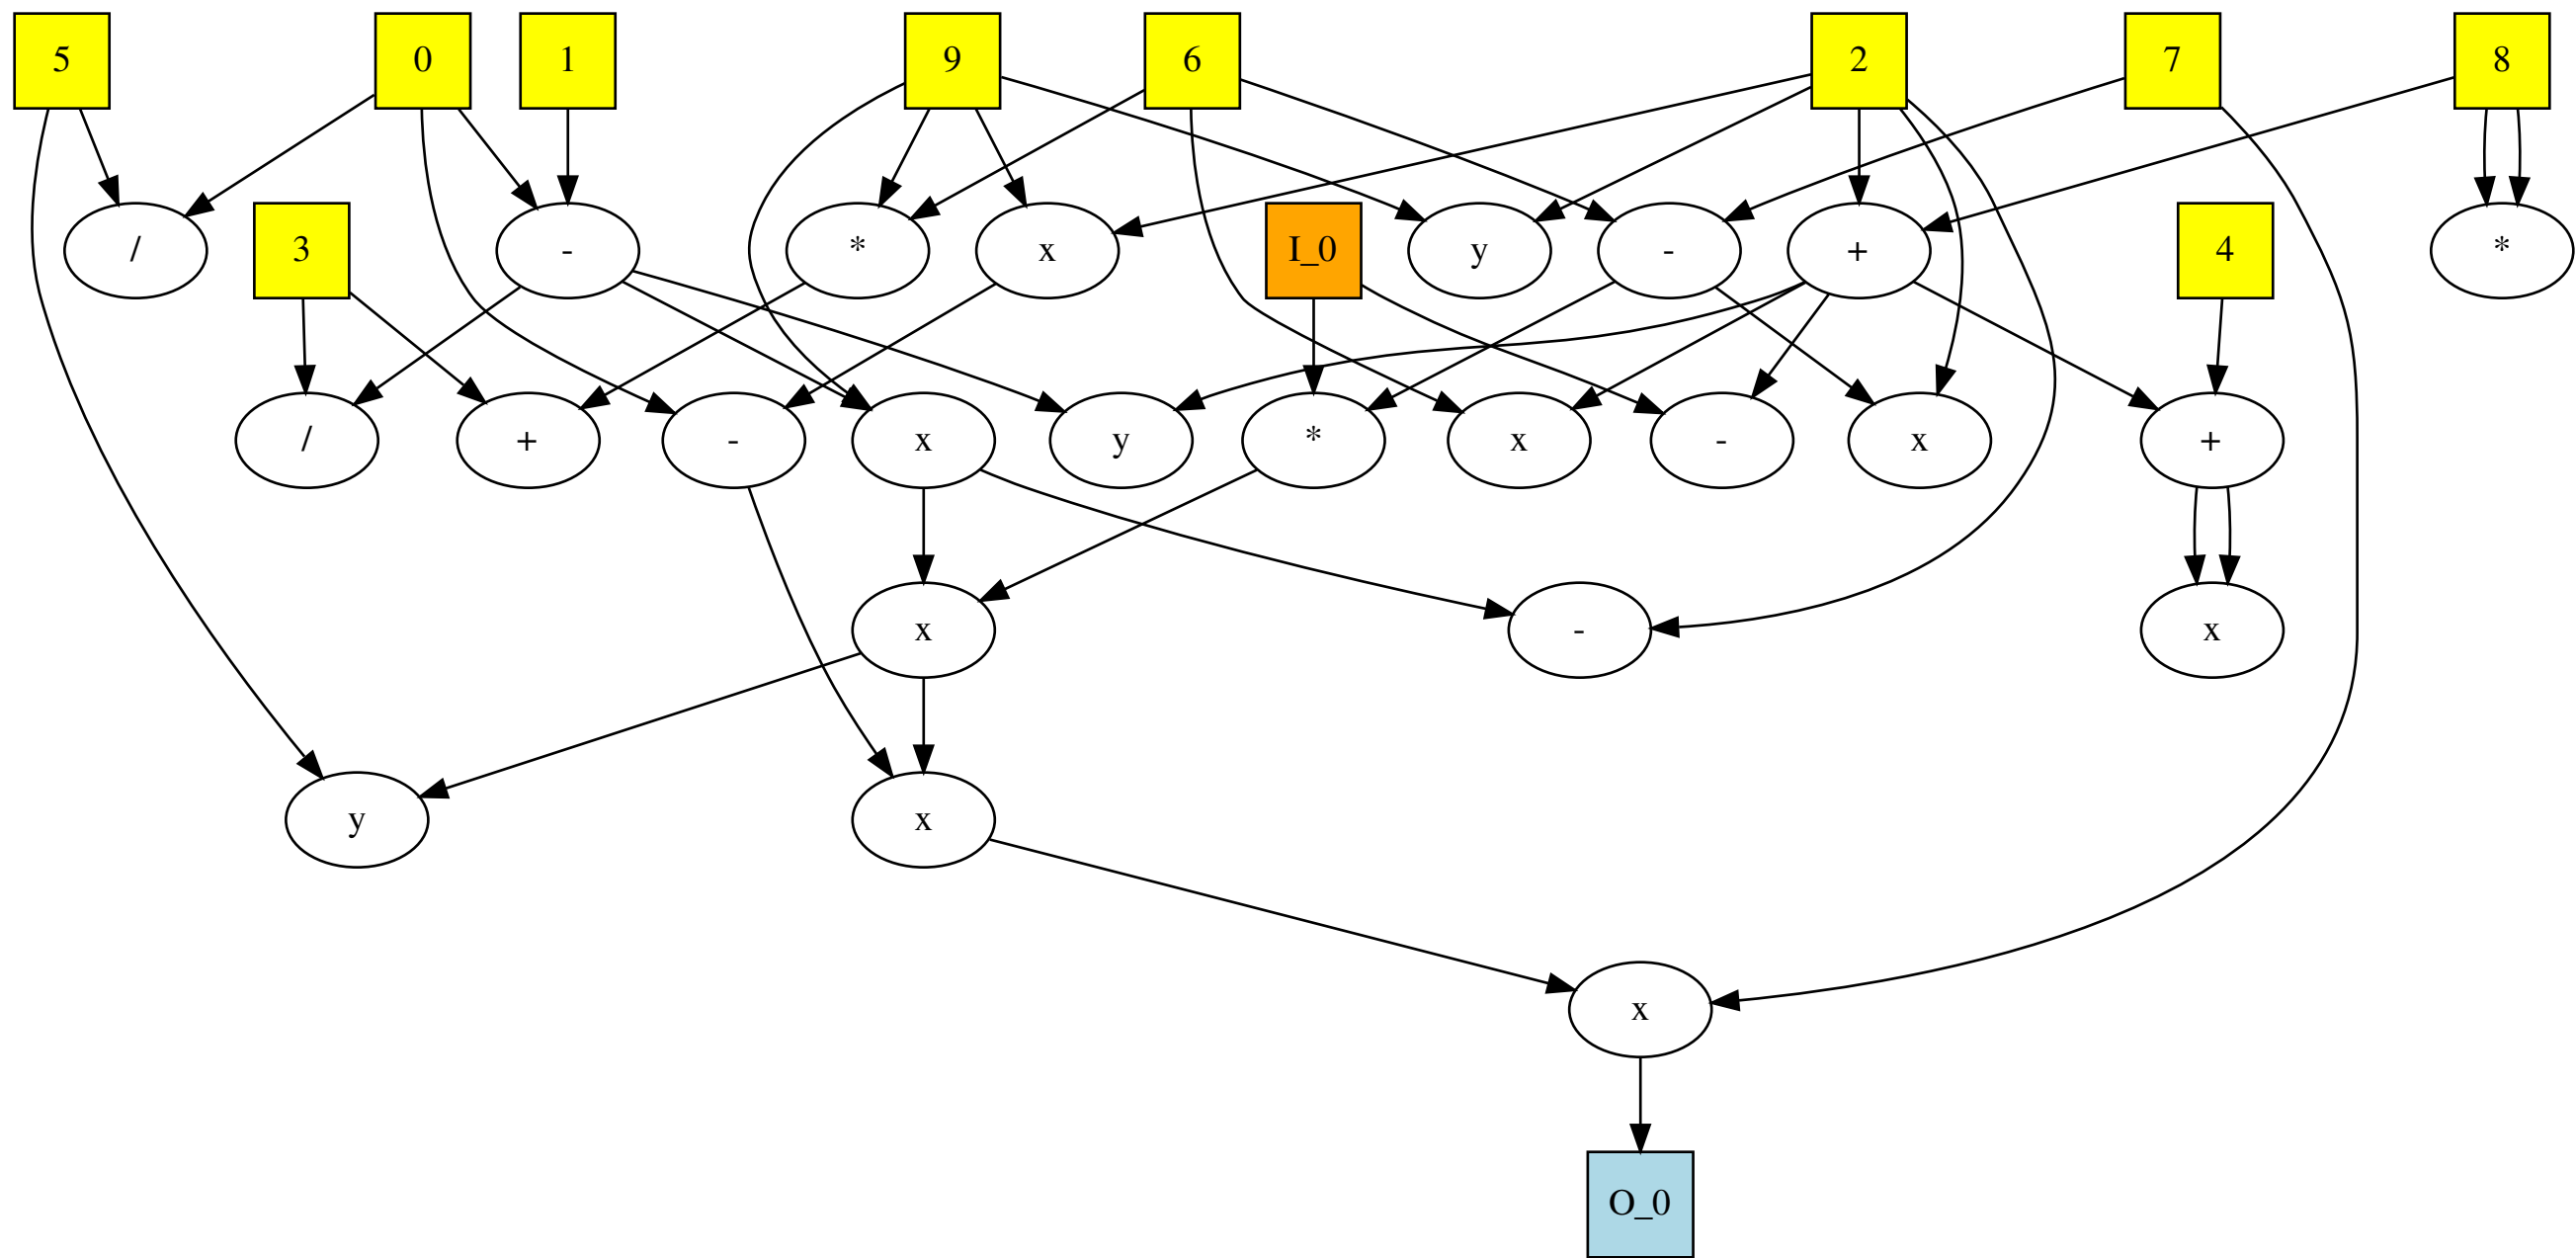 5 0 1 9 6 2 7 8
/ 3 - * x I_0 y - + 4 *
/ + - x y * x - x +
x - x
y x
x
O_0